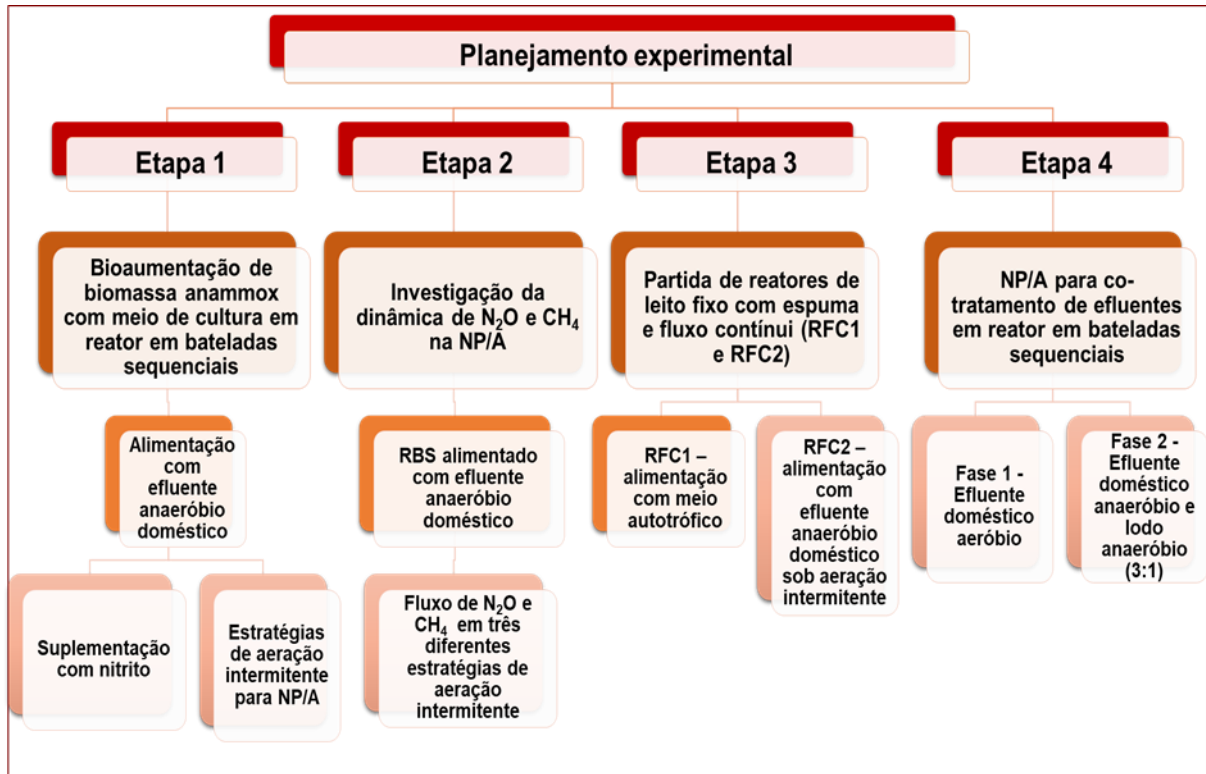 Planejamento experimental
Etapa 1
Etapa 2
Etapa 3
Etapa 4
Bioaumentação de
biomassa anammox
com meio de cultura em
reator em bateladas
sequenciais
Investigação da
dinâmica de N₂O e CH₄
na NP/A
Partida de reatores de
leito fixo com espuma
e fluxo contínui (RFC1
e RFC2)
NP/A para co-
tratamento de efluentes
em reator em bateladas
sequenciais
Alimentação
com
efluente
anaeróbio
doméstico
RBS alimentado
com efluente
anaeróbio
doméstico
RFC1 –
alimentação
com meio
autotrófico
RFC2 –
alimentação
com
efluente
anaeróbio
doméstico
sob aeração
intermitente
Fase 1 -
Efluente
doméstico
aeróbio
Fase 2 -
Efluente
doméstico
anaeróbio e
lodo
anaeróbio
(3:1)
Suplementação
com nitrito
Estratégias
de aeração
intermitente
para NP/A
Fluxo de N₂O e
CH₄ em três
diferentes
estratégias de
aeração
intermitente